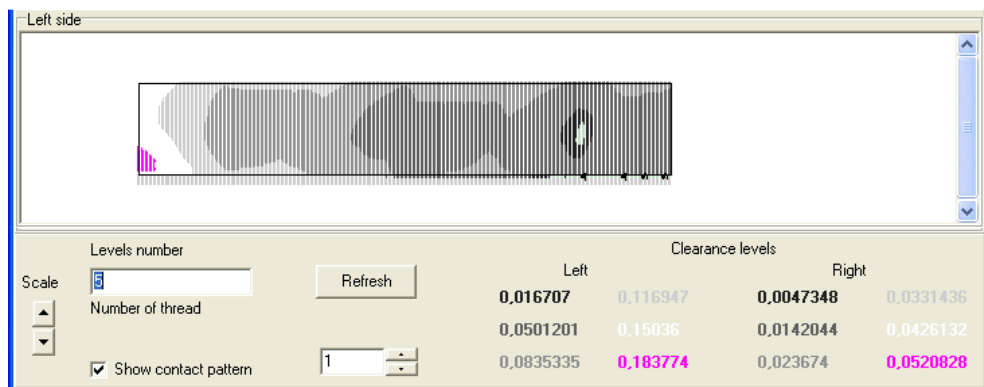 Left side
Levels number
Clearance levels
Left Right
Scale
5
Refresh
0,016707 0,116947 0,0047348 0,0331436
Number of thread
0,0501201 0,15036 0,0142044 0,0426132
Show contact pattern
1
0,0835335 0,183774 0,023674 0,0520828